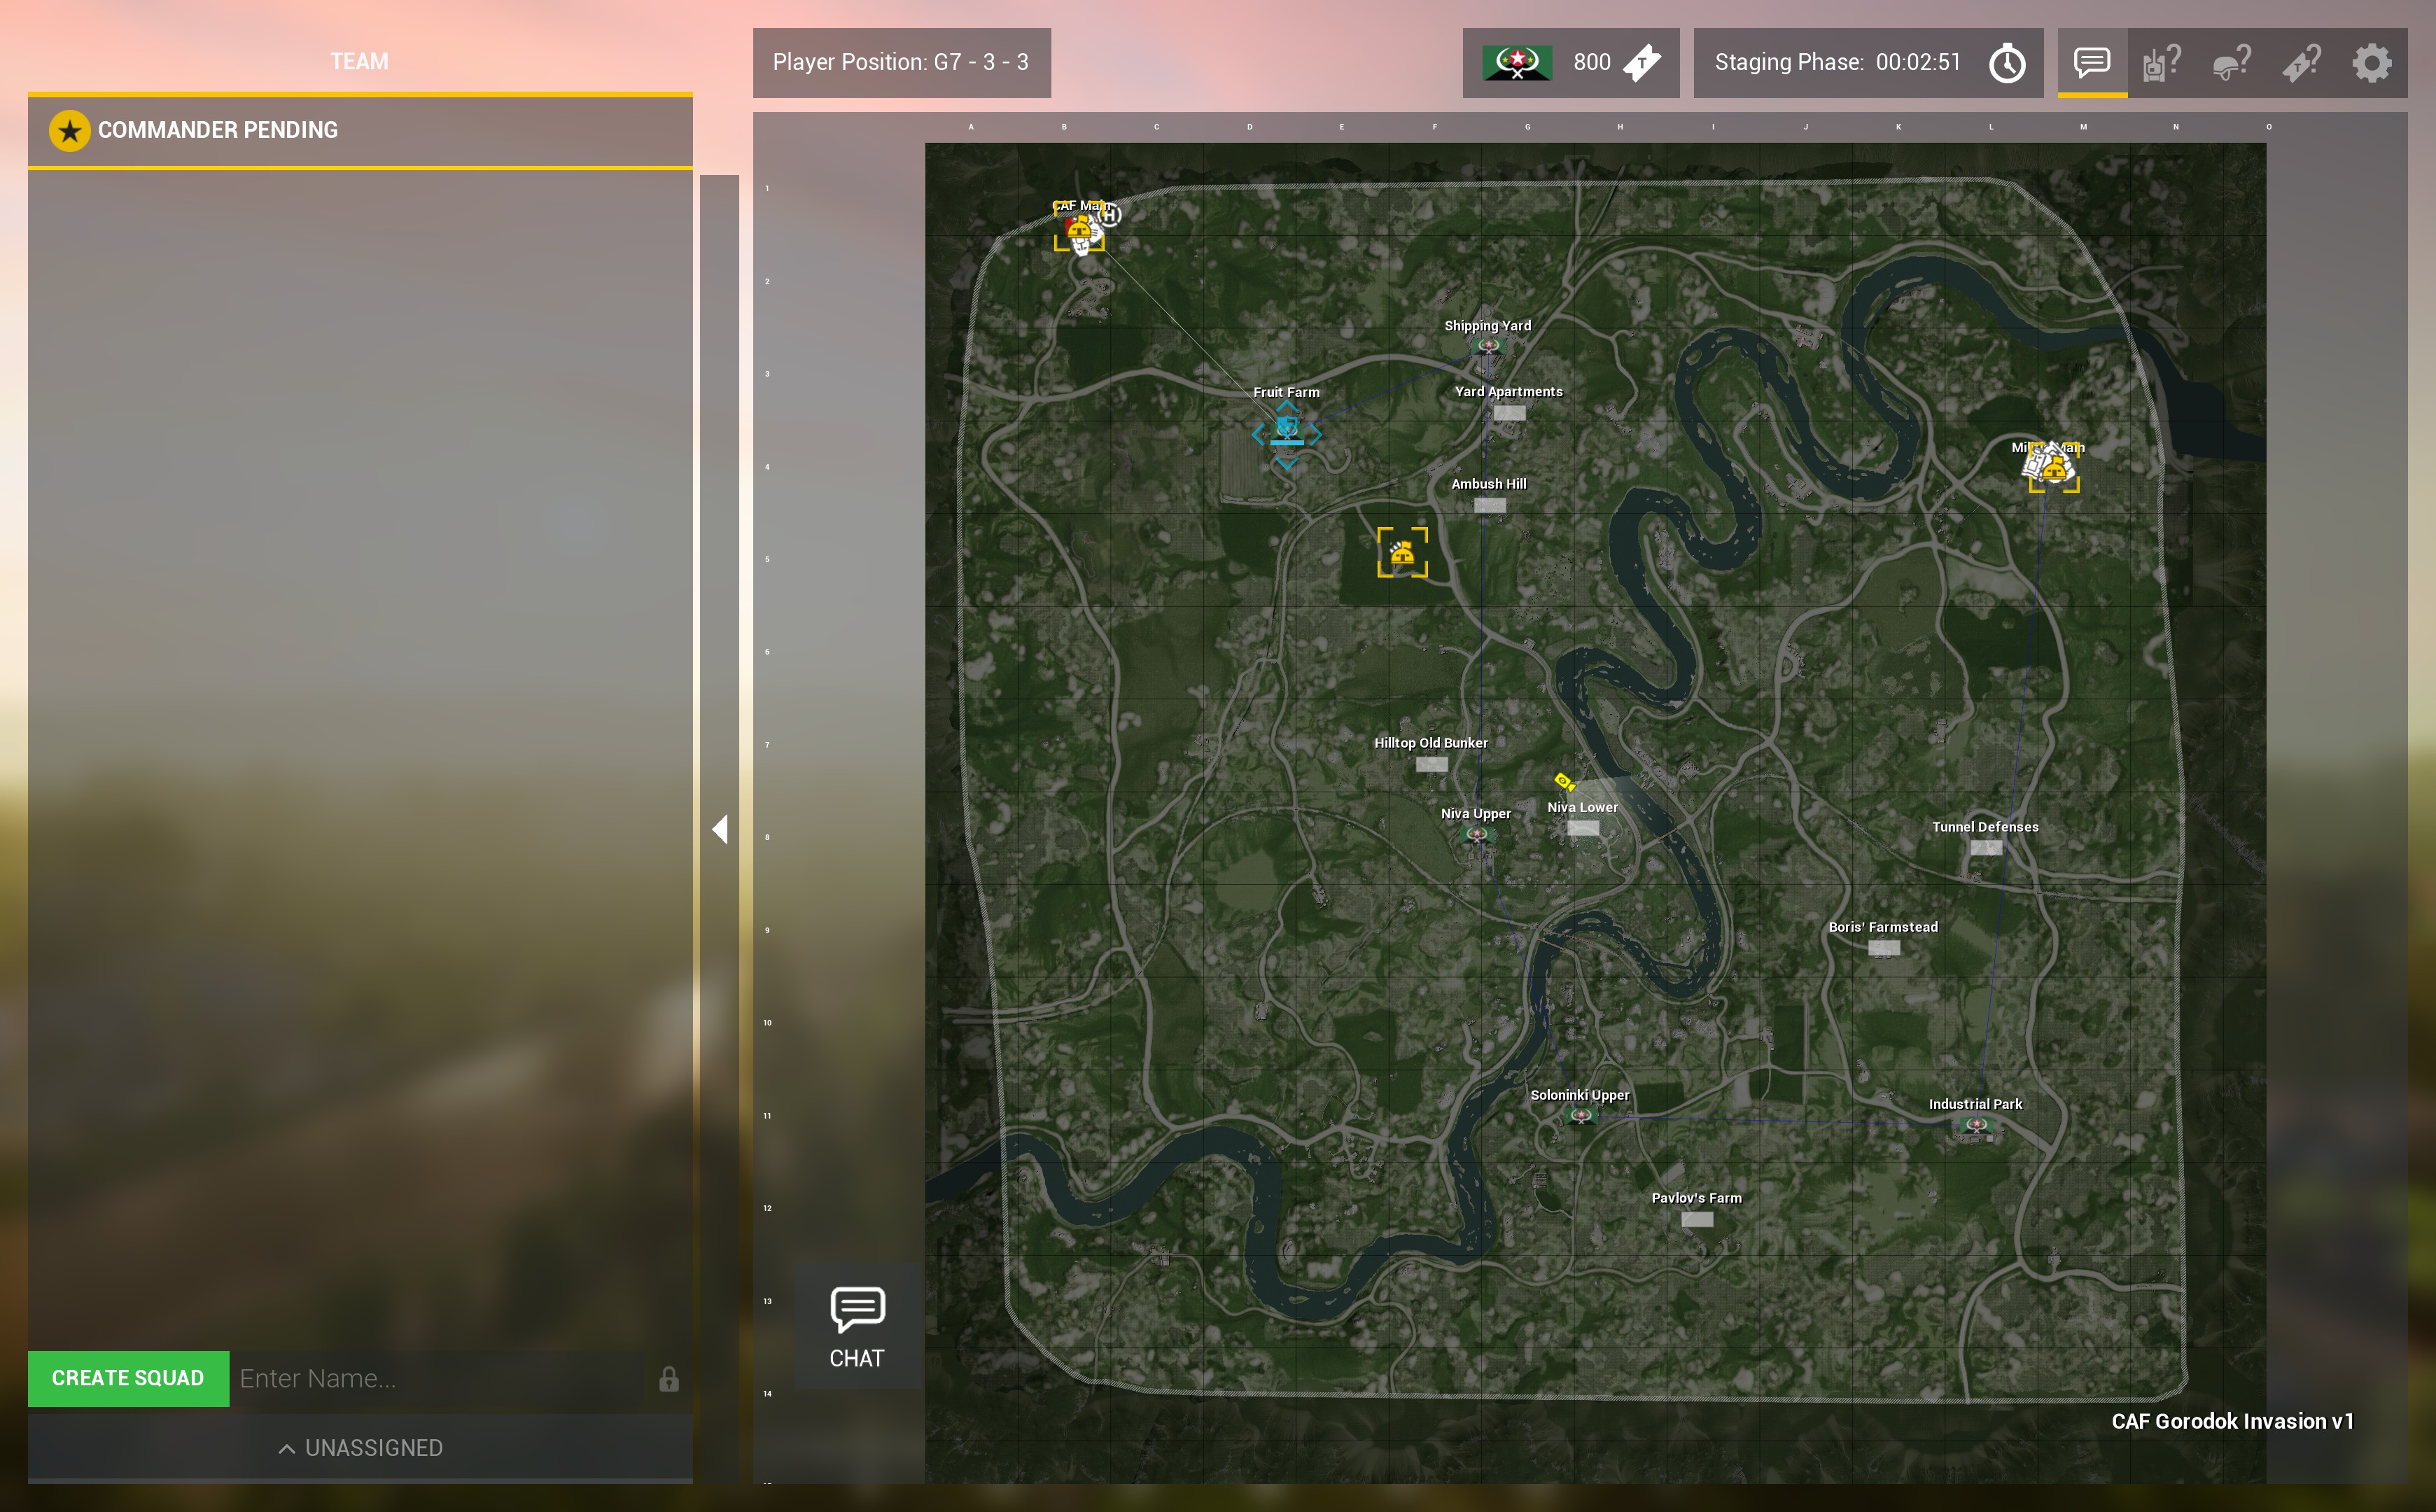 TEAM
Player Position: G7 - 3 - 3
800
T
Staging Phase: 00:02:51
? ? T?
COMMANDER PENDING
A B C D E F G H I J K L M N O
1
CAF Main
H
2
Shipping Yard
3
Fruit Farm
Yard Apartments
4
Ambush Hill
5
6
7
Hilltop Old Bunker
Niva Lower
Niva Upper
8
Tunnel Defenses
9
Boris' Farmstead
10
11
Soloninki Upper
Industrial Park
12
Pavlov's Farm
13
CHAT
14
CREATE SQUAD
Enter Name...
UNASSIGNED
CAF Gorodok Invasion v1